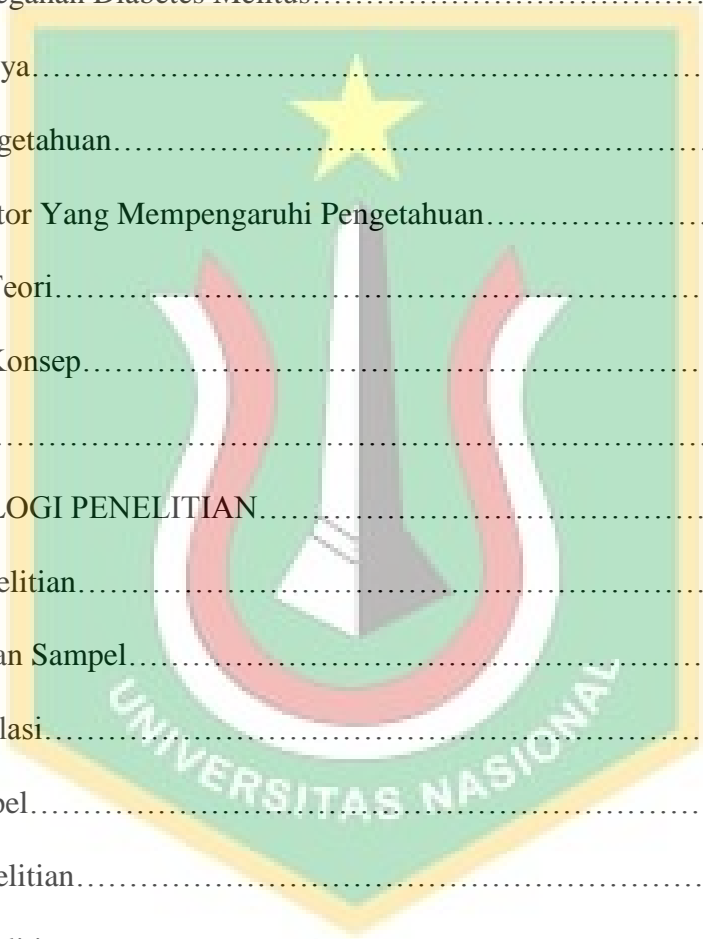 egahan Diabetes Melitus
ya
getahuan
tor Yang Mempengaruhi Pengetahuan
Teori
Konsep
LOGI PENELITIAN
elitian
an Sampel
lasi
pel
elitian
UNIVERSITAS NASIONAL